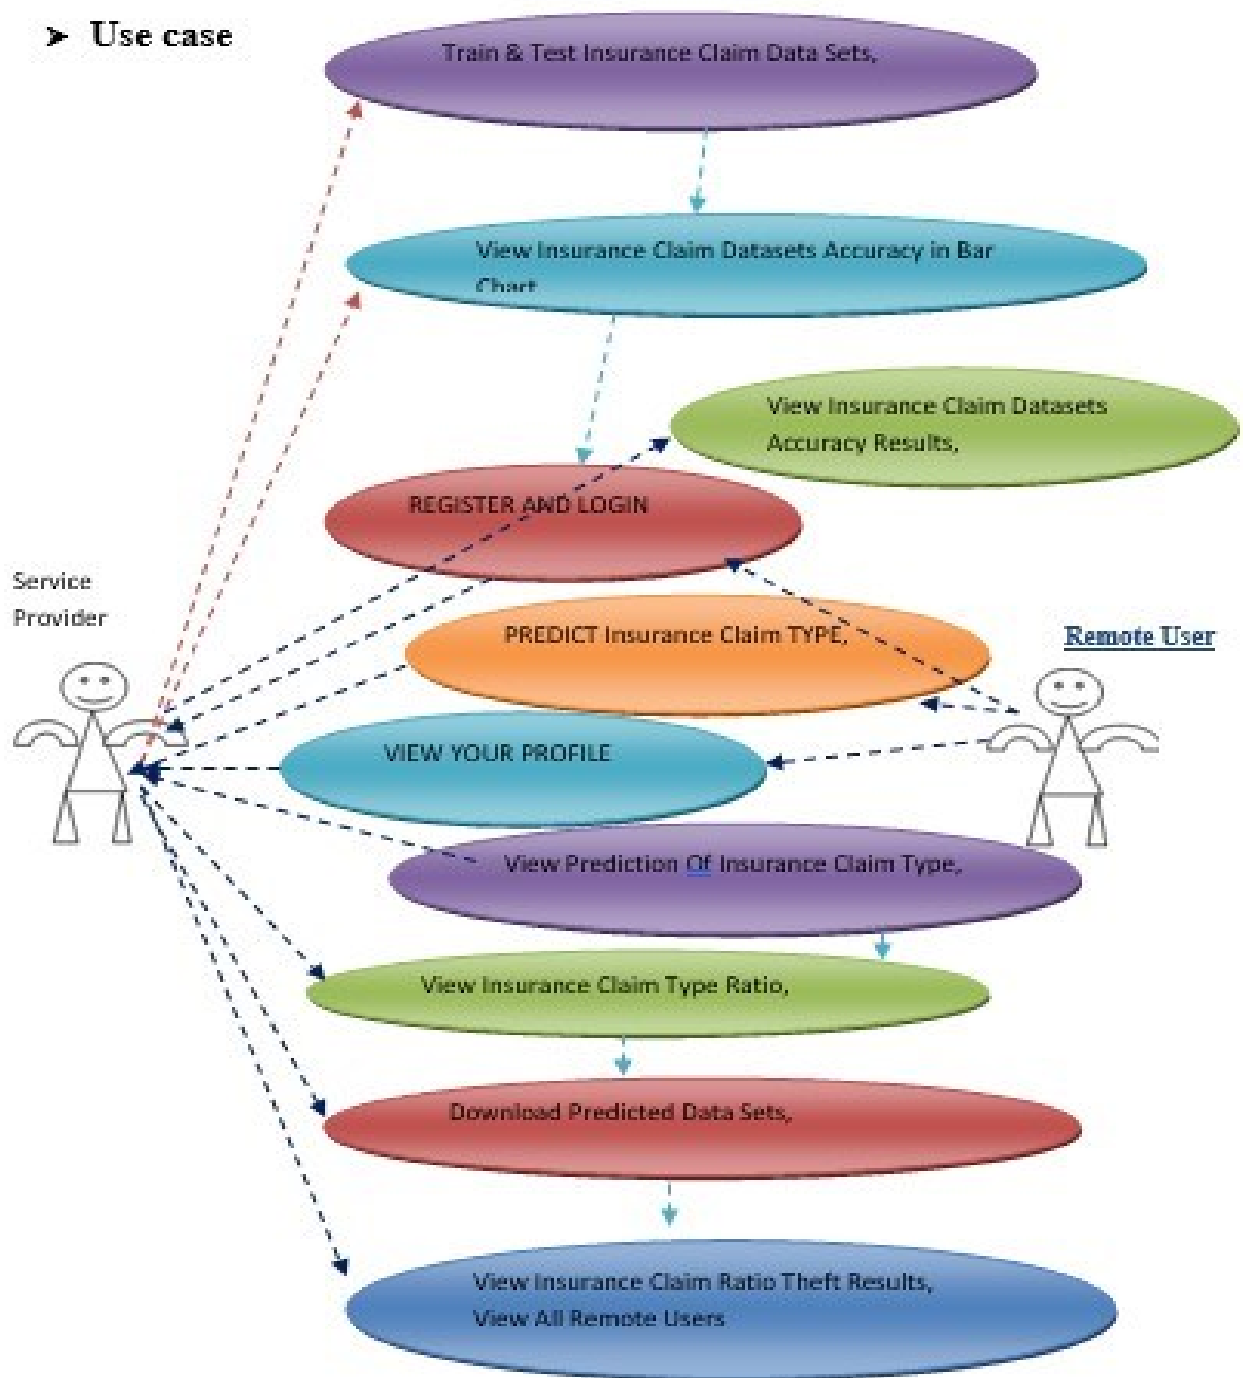 ➤ Use case
Train & Test Insurance Claim Data Sets,
View Insurance Claim Datasets Accuracy in Bar
Chart
View Insurance Claim Datasets
Accuracy Results,
REGISTER AND LOGIN
Service
Provider
PREDICT Insurance Claim TYPE,
Remote User
VIEW YOUR PROFILE
View Prediction Of Insurance Claim Type,
View Insurance Claim Type Ratio,
Download Predicted Data Sets,
View Insurance Claim Ratio Theft Results,
View All Remote Users